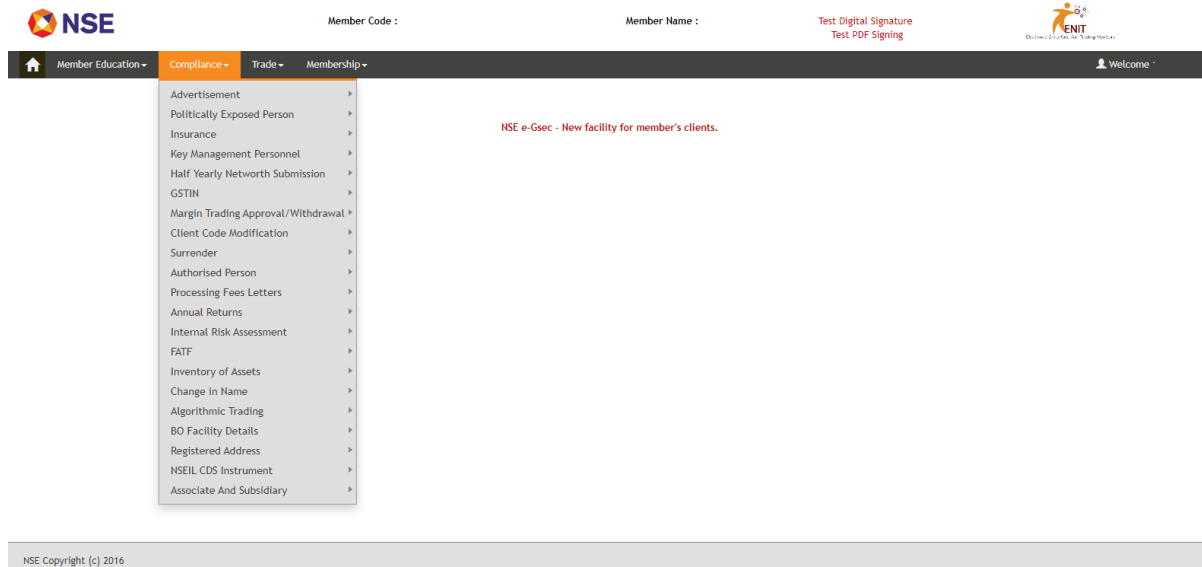 NSE
Member Code :
Member Name :
Test Digital Signature
Test PDF Signing
ENIT
Member Education
Compliance
Trade
Membership
Welcome
Advertisement
Politically Exposed Person
Insurance
Key Management Personnel
Half Yearly Networth Submission
GSTIN
Margin Trading Approval/Withdrawal
Client Code Modification
Surrender
Authorised Person
Processing Fees Letters
Annual Returns
Internal Risk Assessment
FATF
Inventory of Assets
Change in Name
Algorithmic Trading
BO Facility Details
Registered Address
NSEIL CDS Instrument
Associate And Subsidiary
NSE e-Gsec - New facility for member's clients.
NSE Copyright (c) 2016